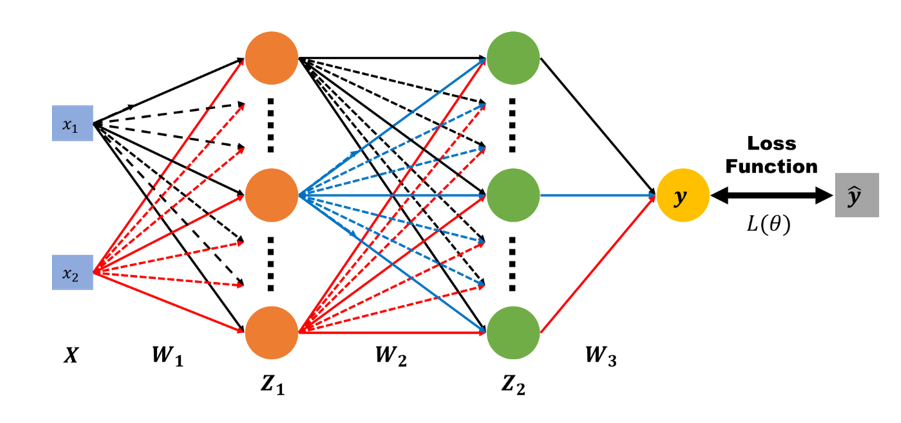 x₁
x₂
X
W₁
Z₁
W₂
Z₂
W₃
y
Loss
Function
L(θ)
ŷ